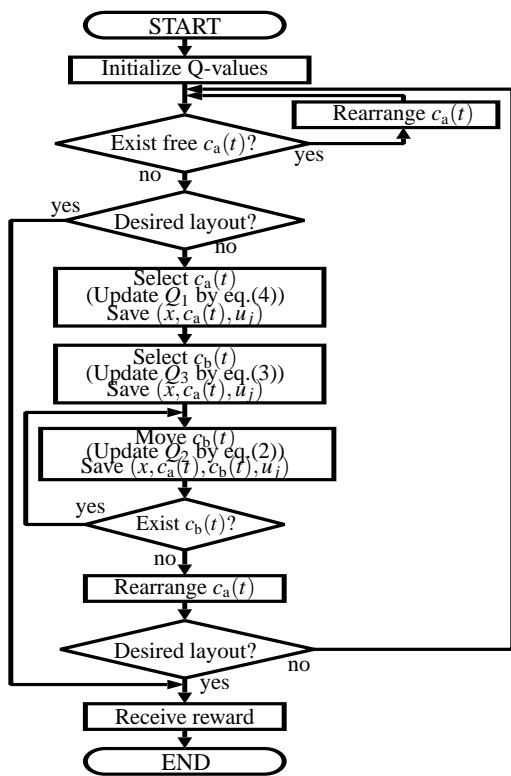 START
Initialize Q-values
Rearrange c_a(t)
Exist free c_a(t)?
yes
no
yes
Desired layout?
no
Select c_a(t)
(Update Q_1 by eq.(4))
Save (x,c_a(t),u_j)
Select c_b(t)
(Update Q_3 by eq.(3))
Save (x,c_a(t),u_j)
Move c_b(t)
(Update Q_2 by eq.(2))
Save (x,c_a(t),c_b(t),u_j)
yes
Exist c_b(t)?
no
Rearrange c_a(t)
Desired layout?
no
yes
Receive reward
END